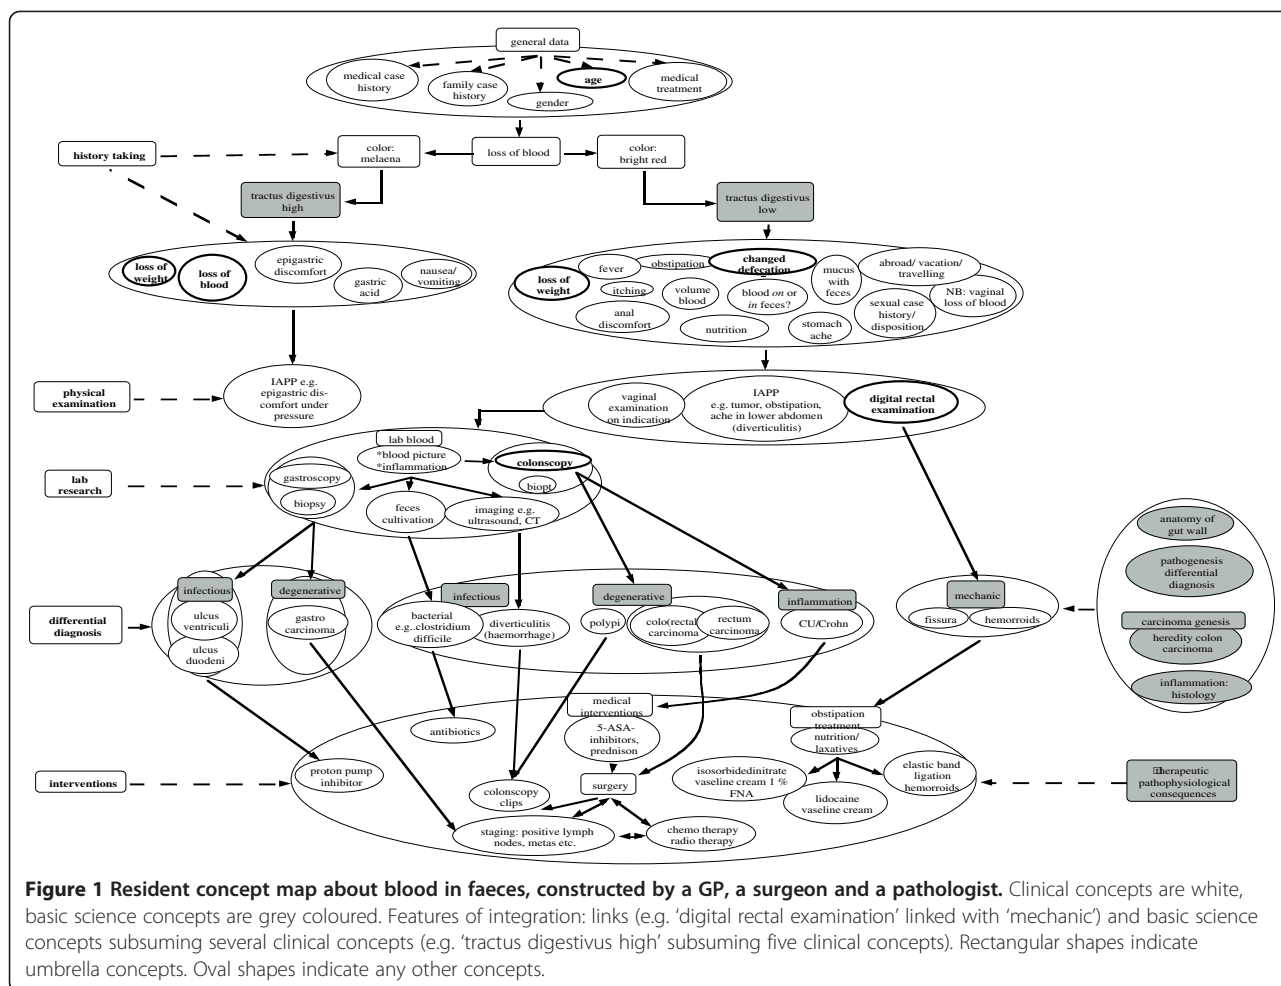 general data
medical case
history
family case
history
age
gender
medical
treatment
history taking
color:
melaena
loss of blood
color:
bright red
tractus digestivus
high
tractus digestivus
low
loss of
weight
loss of
blood
epigastric
discomfort
gastric
acid
nausea/
vomiting
loss of
weight
fever
obstipation
changed
defecation
itching
volume
blood
blood on or
in feces?
mucus
with
feces
abroad/ vacation/
travelling
NB: vaginal
loss of blood
sexual case
history/
disposition
anal
discomfort
nutrition
stomach
ache
physical
examination
IAPP e.g.
epigastric dis-
comfort under
pressure
vaginal
examination
on indication
IAPP
e.g. tumor, obstipation,
ache in lower abdomen
(diverticulitis)
digital rectal
examination
lab
research
lab blood
*blood picture
*inflammation
colonscopy
biopt
gastroscopy
biopsy
feces
cultivation
imaging e.g.
ultrasound, CT
anatomy of
gut wall
pathogenesis
differential
diagnosis
carcinoma genesis
heredity colon
carcinoma
inflammation:
histology
differential
diagnosis
infectious
ulcus
ventriculi
ulcus
duodeni
degenerative
gastro
carcinoma
infectious
bacterial
e.g..clostridium
difficile
diverticulitis
(haemorrhage)
degenerative
polypi
colo(rectal
carcinoma
rectum
carcinoma
inflammation
CU/Crohn
mechanic
fissura
hemorroids
interventions
proton pump
inhibitor
antibiotics
medical
interventions
5-ASA-
inhibitors,
prednison
surgery
colonscopy
clips
staging: positive lymph
nodes, metas etc.
chemo therapy
radio therapy
obstipation
treatment
nutrition/
laxatives
isosorbidedinitrate
vaseline cream 1 %
FNA
lidocaine
vaseline cream
elastic band
ligation
hemorroids
therapeutic
pathophysiological
consequences
Figure 1 Resident concept map about blood in faeces, constructed by a GP, a surgeon and a pathologist. Clinical concepts are white,
basic science concepts are grey coloured. Features of integration: links (e.g. ‘digital rectal examination’ linked with ‘mechanic’) and basic science
concepts subsuming several clinical concepts (e.g. ‘tractus digestivus high’ subsuming five clinical concepts). Rectangular shapes indicate
umbrella concepts. Oval shapes indicate any other concepts.